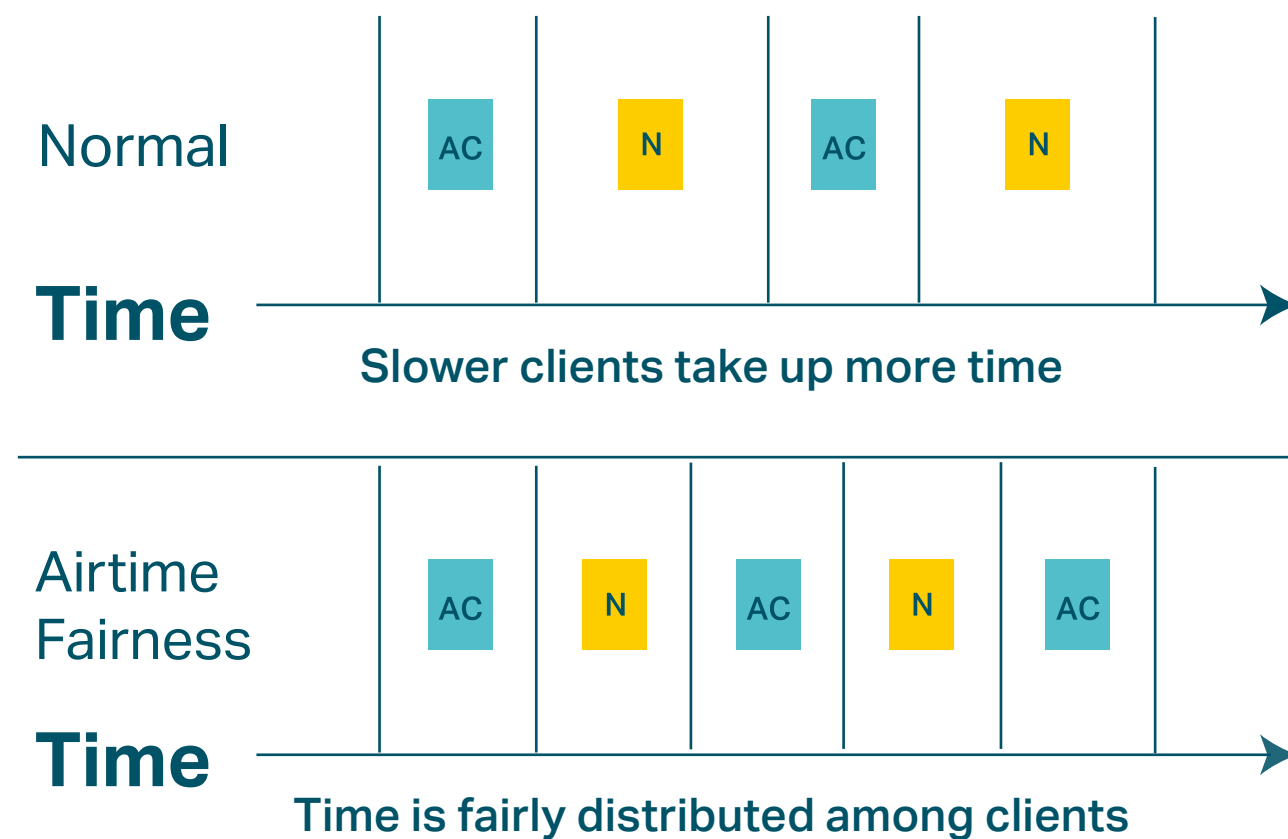 Normal
AC
N
AC
N
Time
Slower clients take up more time
Airtime
Fairness
AC
N
AC
N
AC
Time
Time is fairly distributed among clients